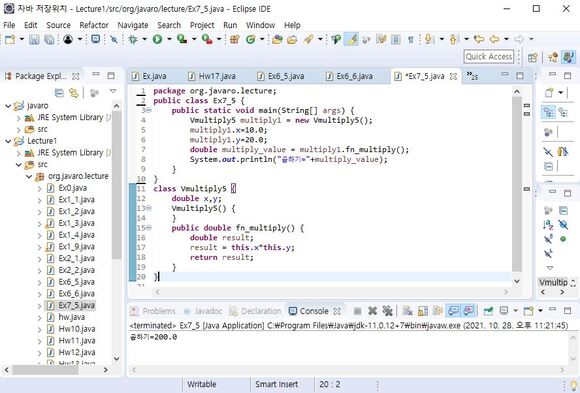 자바 저장위치 - Lecture1/src/org/javaro/lecture/Ex7_5.java - Eclipse IDE
File Edit Source Refactor Navigate Search Project Run Window Help
Quick Access
Package Expl...
javaro
JRE System Library [Ja
src
Lecture1
JRE System Library [Ja
src
org.javaro.lecture
Ex0.java
Ex1_1.java
Ex1_2.java
Ex1_3.java
Ex1_4.java
Ex1_9.java
Ex2_1.java
Ex2_2.java
Ex6_5.java
Ex6_6.java
Ex7_5.java
hw.java
Hw10.java
Hw11.java
Hw12.java
Hw13.java
Ex.java Hw17.java Ex6_5.java Ex6_6.java *Ex7_5.java »25
1 package org.javaro.lecture;
2 public class Ex7_5 {
3 public static void main(String[] args) {
4 Vmultiply5 multiply1 = new Vmultiply5();
5 multiply1.x=10.0;
6 multiply1.y=20.0;
7 double multiply_value = multiply1.fn_multiply();
8 System.out.println("곱하기="+multiply_value);
9 }
10 }
11 class Vmultiply5 {
12 double x,y;
13 Vmultiply5() {
14 }
15 public double fn_multiply() {
16 double result;
17 result = this.x*this.y;
18 return result;
19 }
20 }
21
Vmultip
Problems Javadoc Declaration Console
<terminated> Ex7_5 [Java Application] C:₩Program Files₩Java₩jdk-11.0.12+7₩bin₩javaw.exe (2021. 10. 28. 오후 11:21:45)
곱하기=200.0
Writable Smart Insert 20 : 2